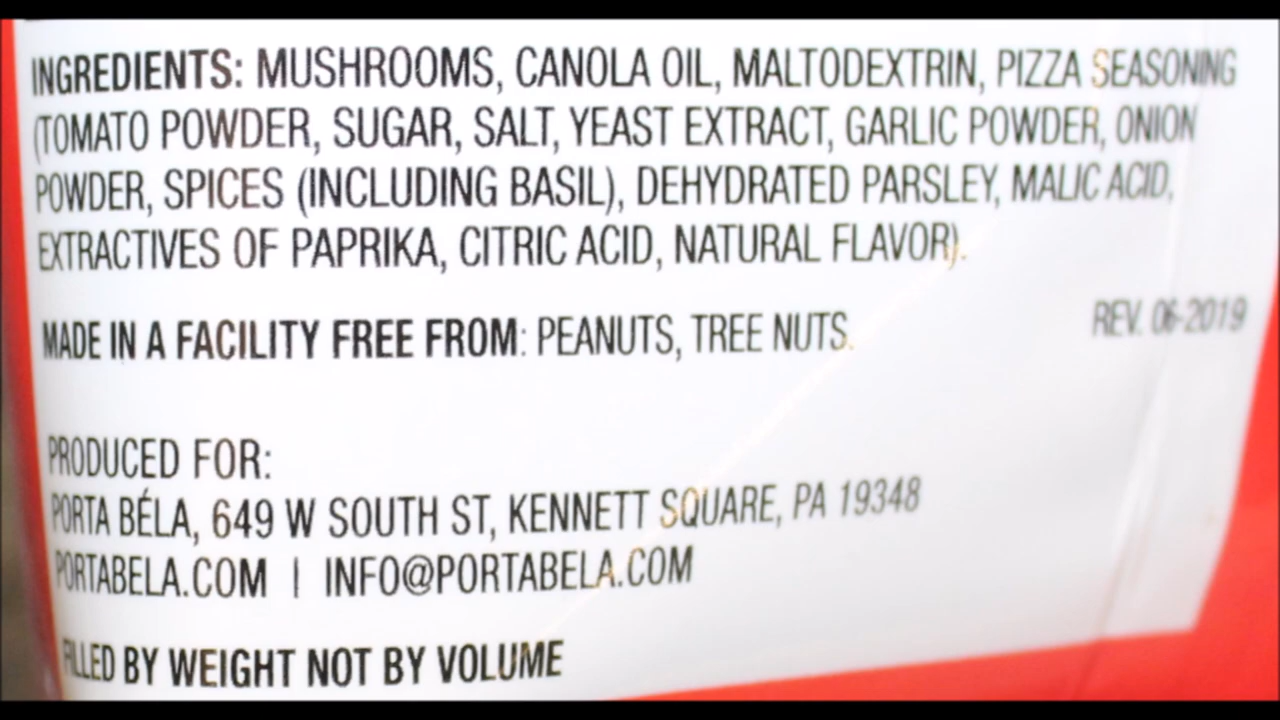 INGREDIENTS: MUSHROOMS, CANOLA OIL, MALTODEXTRIN, PIZZA SEASONING
(TOMATO POWDER, SUGAR, SALT, YEAST EXTRACT, GARLIC POWDER, ONION
POWDER, SPICES (INCLUDING BASIL), DEHYDRATED PARSLEY, MALIC ACID,
EXTRACTIVES OF PAPRIKA, CITRIC ACID, NATURAL FLAVOR).
MADE IN A FACILITY FREE FROM: PEANUTS, TREE NUTS.
REV. 06-2019
PRODUCED FOR:
PORTA BÉLA, 649 W SOUTH ST, KENNETT SQUARE, PA 19348
PORTABELA.COM | INFO@PORTABELA.COM
FILLED BY WEIGHT NOT BY VOLUME